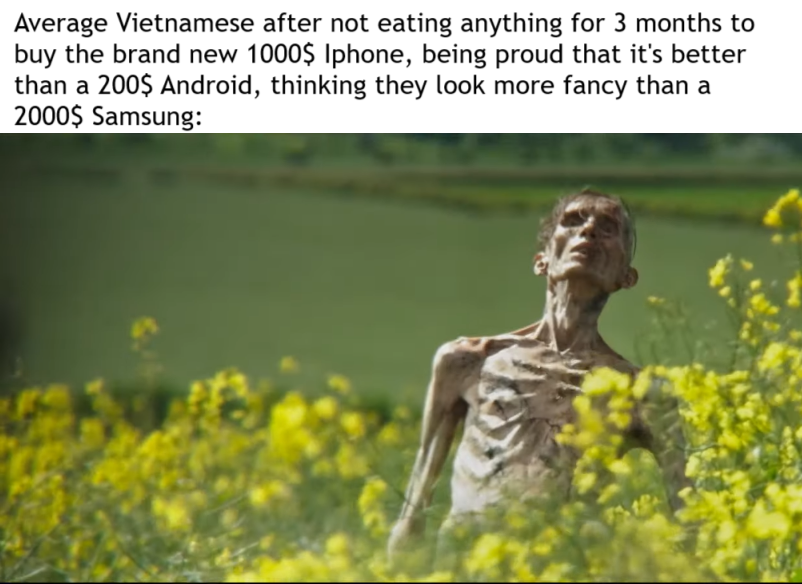 Average Vietnamese after not eating anything for 3 months to
buy the brand new 1000$ Iphone, being proud that it's better
than a 200$ Android, thinking they look more fancy than a
2000$ Samsung: